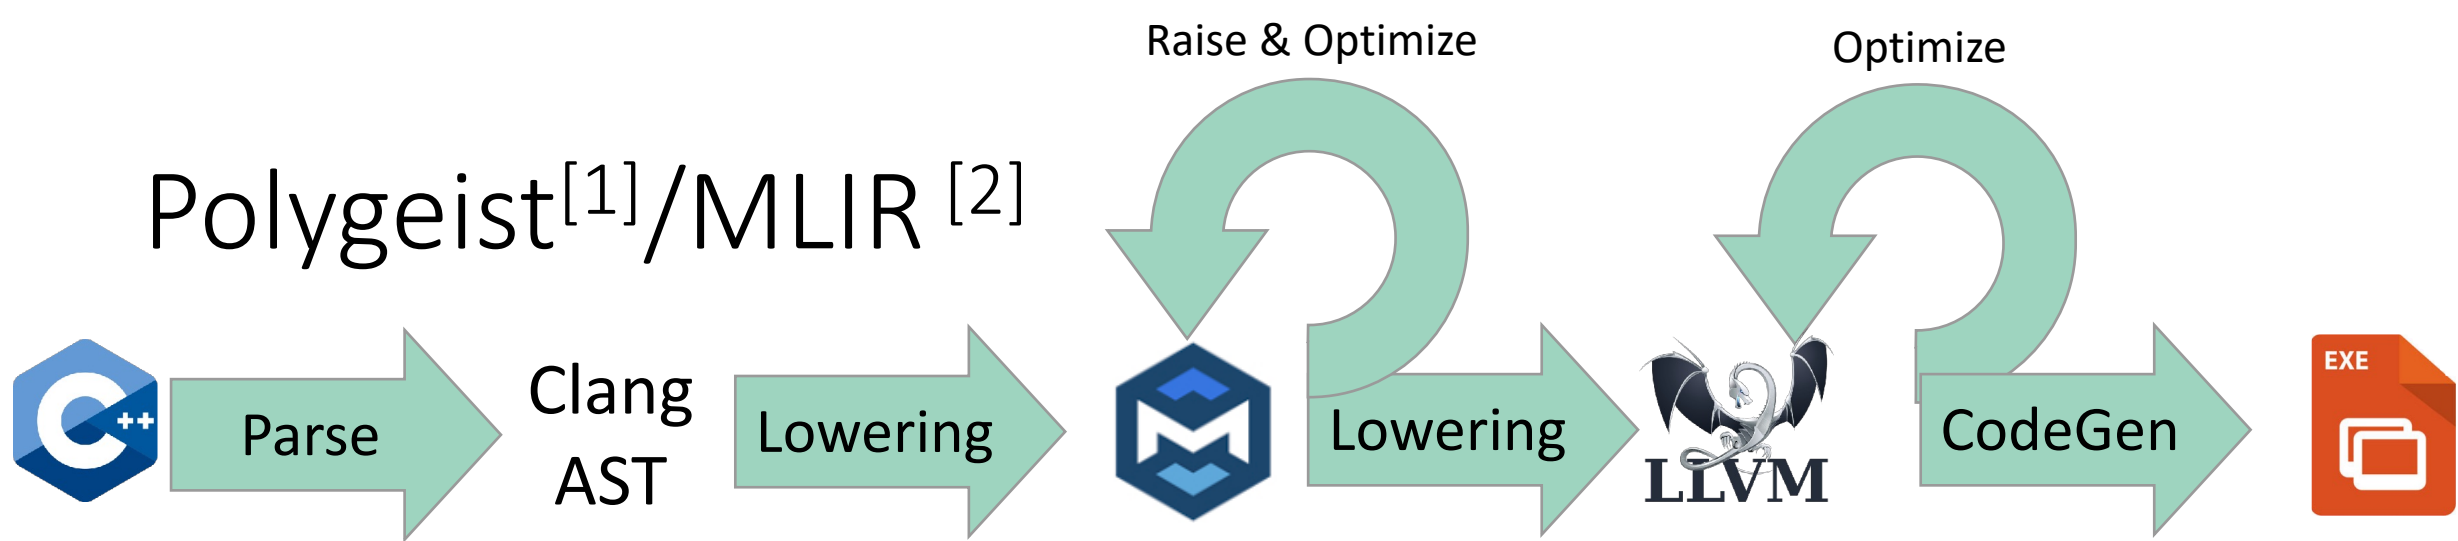 Raise & Optimize
Optimize
Polygeist[1]/MLIR [2]
C++
Parse
Clang
AST
Lowering
M
Lowering
LLVM
CodeGen
EXE